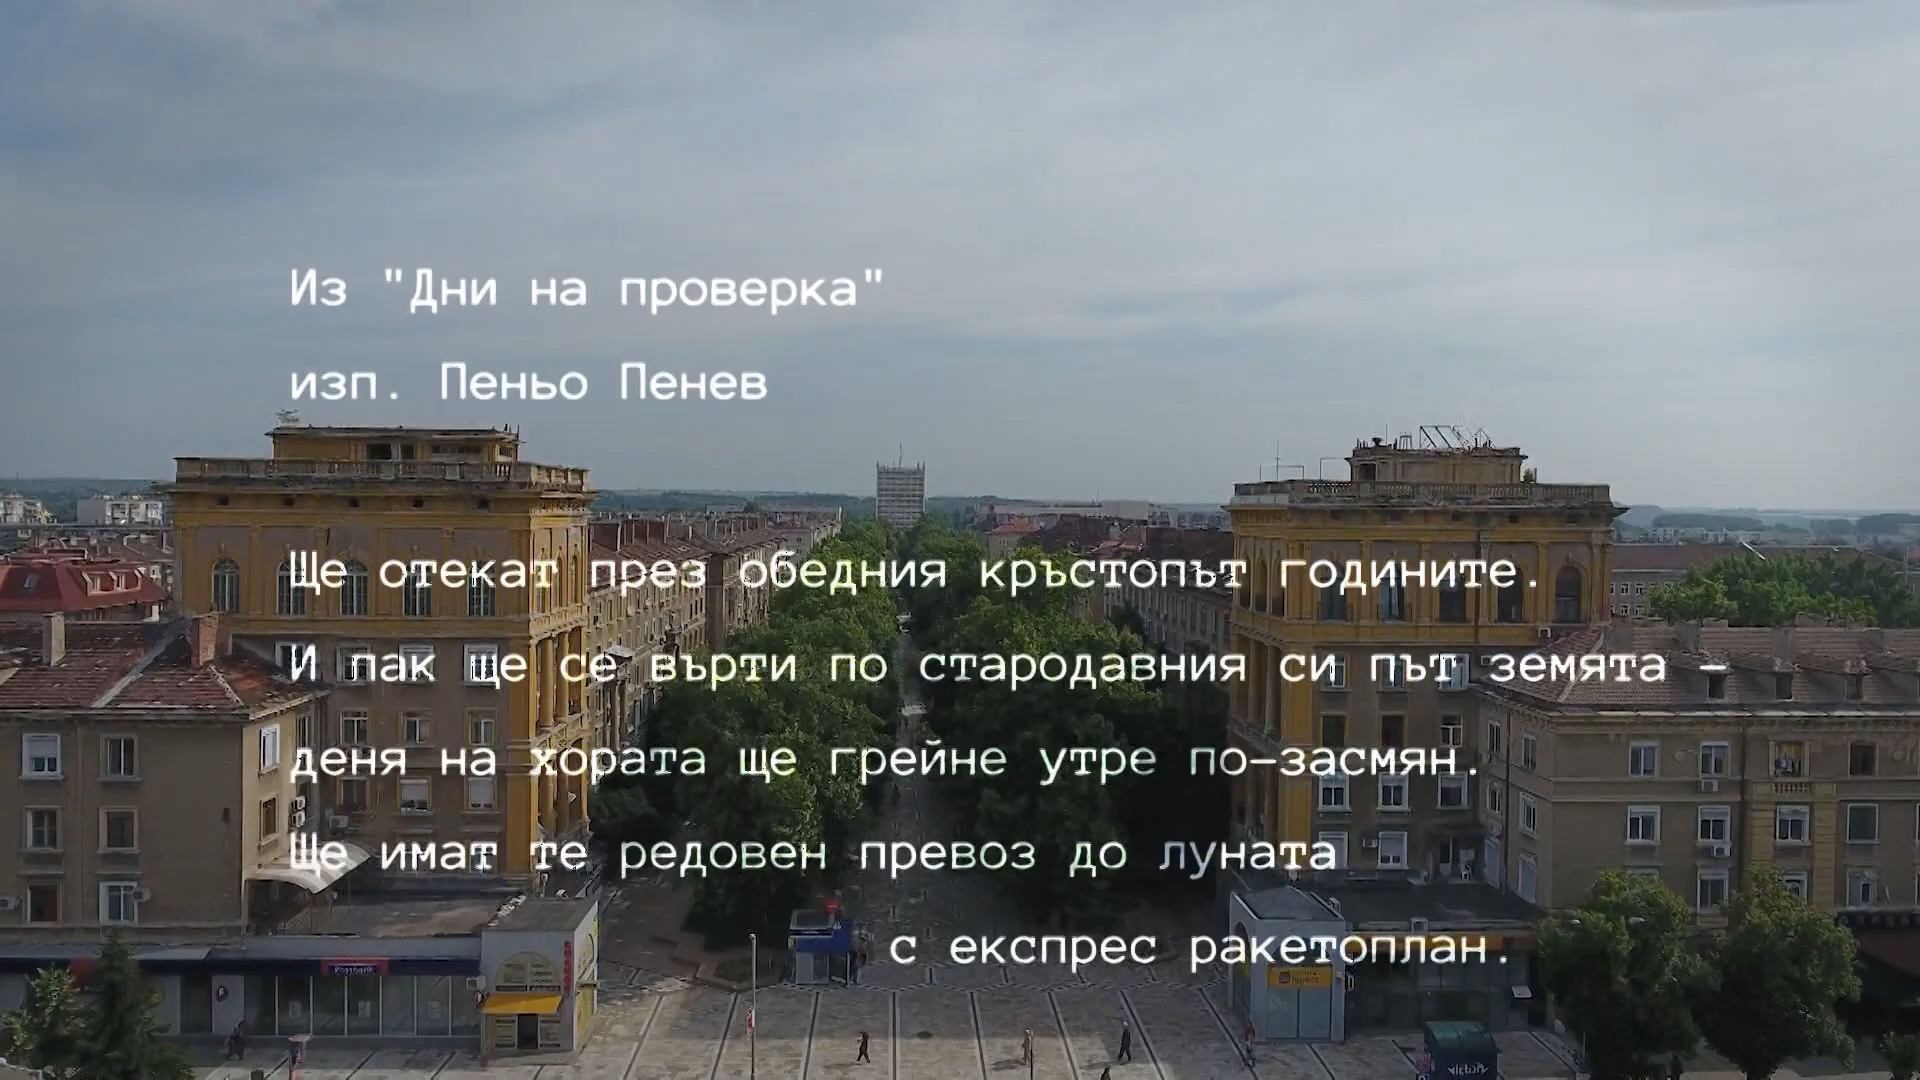 Из "Дни на проверка"
изп. Пеньо Пенев
Ще отекат през обедния кръстопът годините.
И пак ще се върти по стародавния си път земята –
деня на хората ще грейне утре по-засмян.
Ще имат те редовен превоз до луната
с експрес ракетоплан.
Postbank